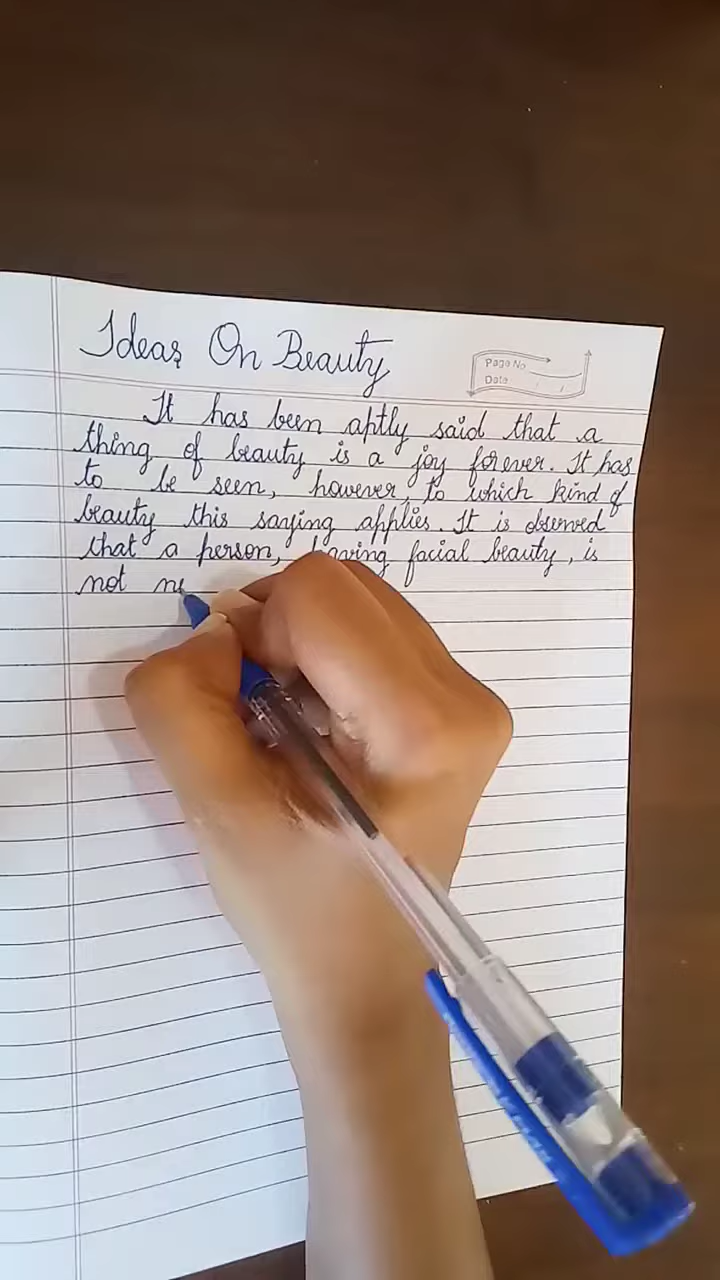 Ideas On Beauty
Page No.
Date
It has been aptly said that a
thing of beauty is a joy forever. It has
to be seen, however, to which kind of
beauty this saying applies. It is observed
that a person, having facial beauty, is
not ne